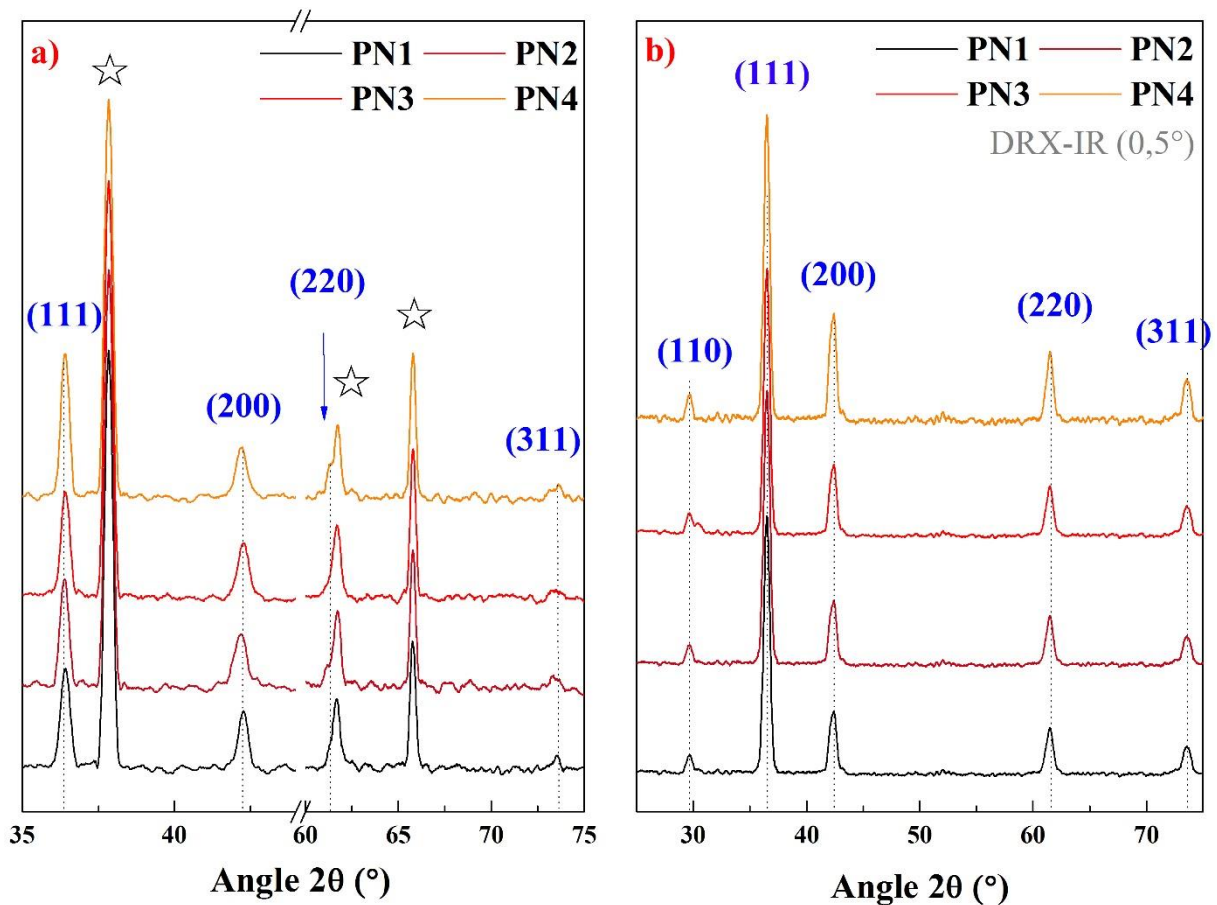 a)
PN1
PN2
PN3
PN4
(111)
(200)
(220)
(311)
35
40
60
65
70
75
Angle 2θ (°)
b)
PN1
PN2
PN3
PN4
DRX-IR (0,5°)
(110)
(111)
(200)
(220)
(311)
30
40
50
60
70
Angle 2θ (°)